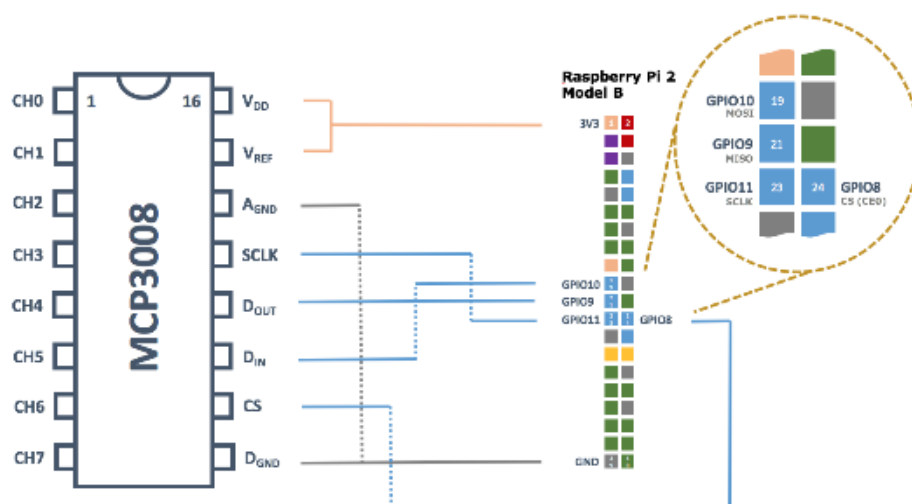 CH0
CH1
CH2
CH3
CH4
CH5
CH6
CH7
1
16
MCP3008
VDD
VREF
AGND
SCLK
DOUT
DIN
CS
DGND
Raspberry Pi 2
Model B
3V3
1 2
GPIO10
GPIO9
GPIO11 GPIO8
GND
GPIO10 19
MOSI
GPIO9 21
MISO
GPIO11 23 24 GPIO8
SCLK CS (CE0)